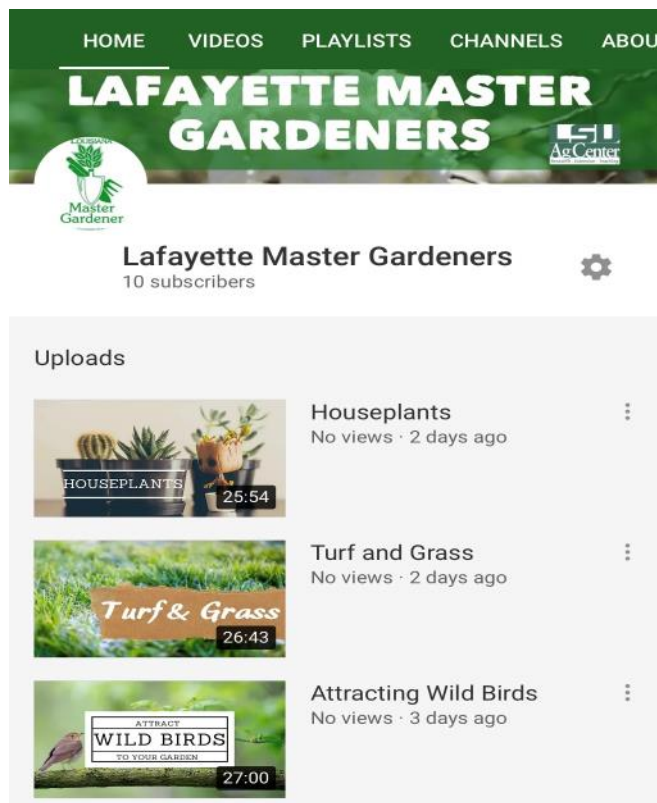 HOME VIDEOS PLAYLISTS CHANNELS ABOU
LAFAYETTE MASTER
GARDENERS
LSU
AgCenter
LOUISIANA
Master
Gardener
Lafayette Master Gardeners
10 subscribers
Uploads
HOUSEPLANTS
25:54
Houseplants
No views · 2 days ago
Turf & Grass
26:43
Turf and Grass
No views · 2 days ago
ATTRACT
WILD BIRDS
TO YOUR GARDEN
27:00
Attracting Wild Birds
No views · 3 days ago